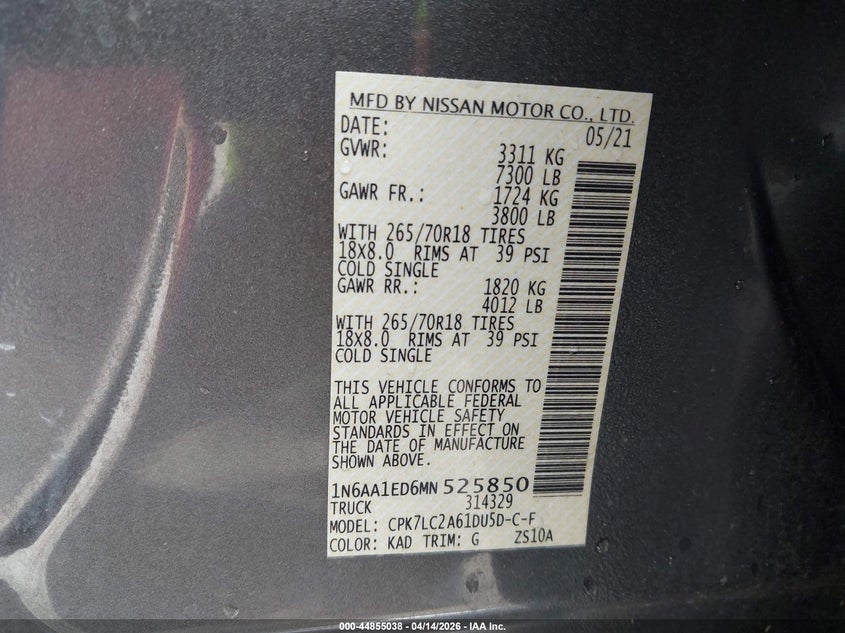 MFD BY NISSAN MOTOR CO., LTD.
DATE: 05/21
GVWR: 3311 KG
7300 LB
GAWR FR.: 1724 KG
3800 LB
WITH 265/70R18 TIRES
18X8.0 RIMS AT 39 PSI
COLD SINGLE
GAWR RR.: 1820 KG
4012 LB
WITH 265/70R18 TIRES
18X8.0 RIMS AT 39 PSI
COLD SINGLE
THIS VEHICLE CONFORMS TO
ALL APPLICABLE FEDERAL
MOTOR VEHICLE SAFETY
STANDARDS IN EFFECT ON
THE DATE OF MANUFACTURE
SHOWN ABOVE.
1N6AA1ED6MN 525850
TRUCK 314329
MODEL: CPK7LC2A61DU5D-C-F
COLOR: KAD TRIM: G ZS10A
000-44855038 - 04/14/2026 - IAA Inc.